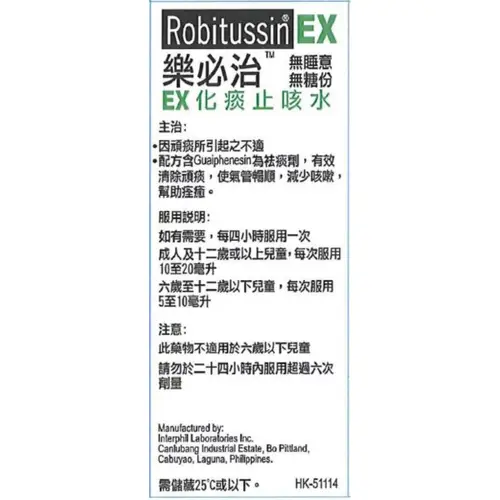 Robitussin® EX
樂必治™ 無睡意
無糖份
EX化痰止咳水
主治:
•因頑痰所引起之不適
•配方含Guaiphenesin為祛痰劑,有效
清除頑痰,使氣管暢順,減少咳嗽,
幫助痊癒。
服用説明:
如有需要,每四小時服用一次
成人及十二歲或以上兒童,每次服用
10至20毫升
六歲至十二歲以下兒童,每次服用
5至10毫升
注意:
此藥物不適用於六歲以下兒童
請勿於二十四小時內服用超過六次
劑量
Manufactured by:
Interphil Laboratories Inc.
Canlubang Industrial Estate, Bo Pittland,
Cabuyao, Laguna, Philippines.
需儲藏25°C或以下。 HK-51114